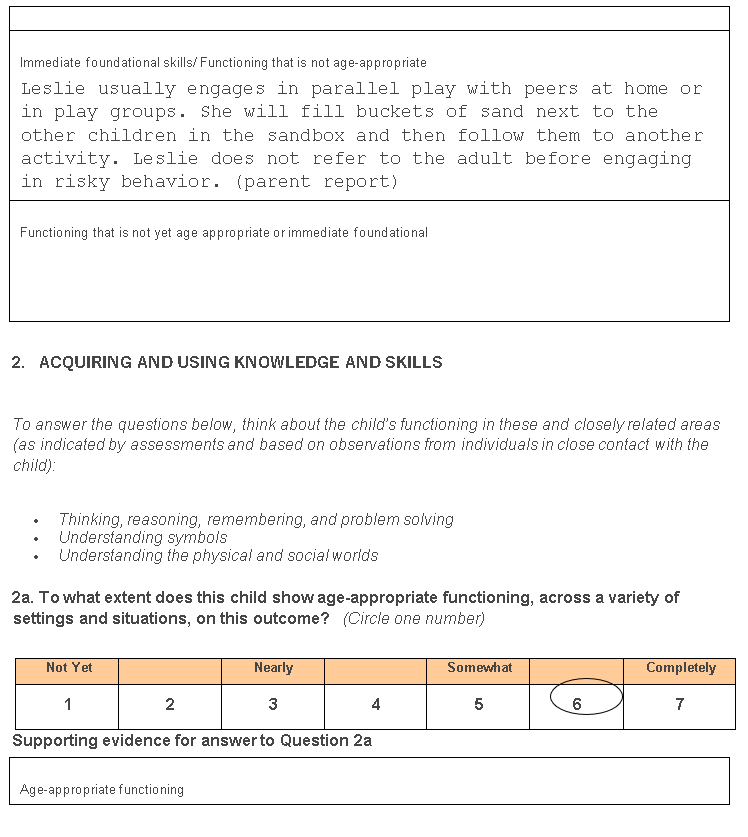 Immediate foundational skills/ Functioning that is not age-appropriate
Leslie usually engages in parallel play with peers at home or
in play groups. She will fill buckets of sand next to the
other children in the sandbox and then follow them to another
activity. Leslie does not refer to the adult before engaging
in risky behavior. (parent report)
Functioning that is not yet age appropriate or immediate foundational
2. ACQUIRING AND USING KNOWLEDGE AND SKILLS
To answer the questions below, think about the child's functioning in these and closely related areas
(as indicated by assessments and based on observations from individuals in close contact with the
child):
• Thinking, reasoning, remembering, and problem solving
• Understanding symbols
• Understanding the physical and social worlds
2a. To what extent does this child show age-appropriate functioning, across a variety of
settings and situations, on this outcome? (Circle one number)
Not Yet Nearly Somewhat Completely
1 2 3 4 5 6 7
Supporting evidence for answer to Question 2a
Age-appropriate functioning